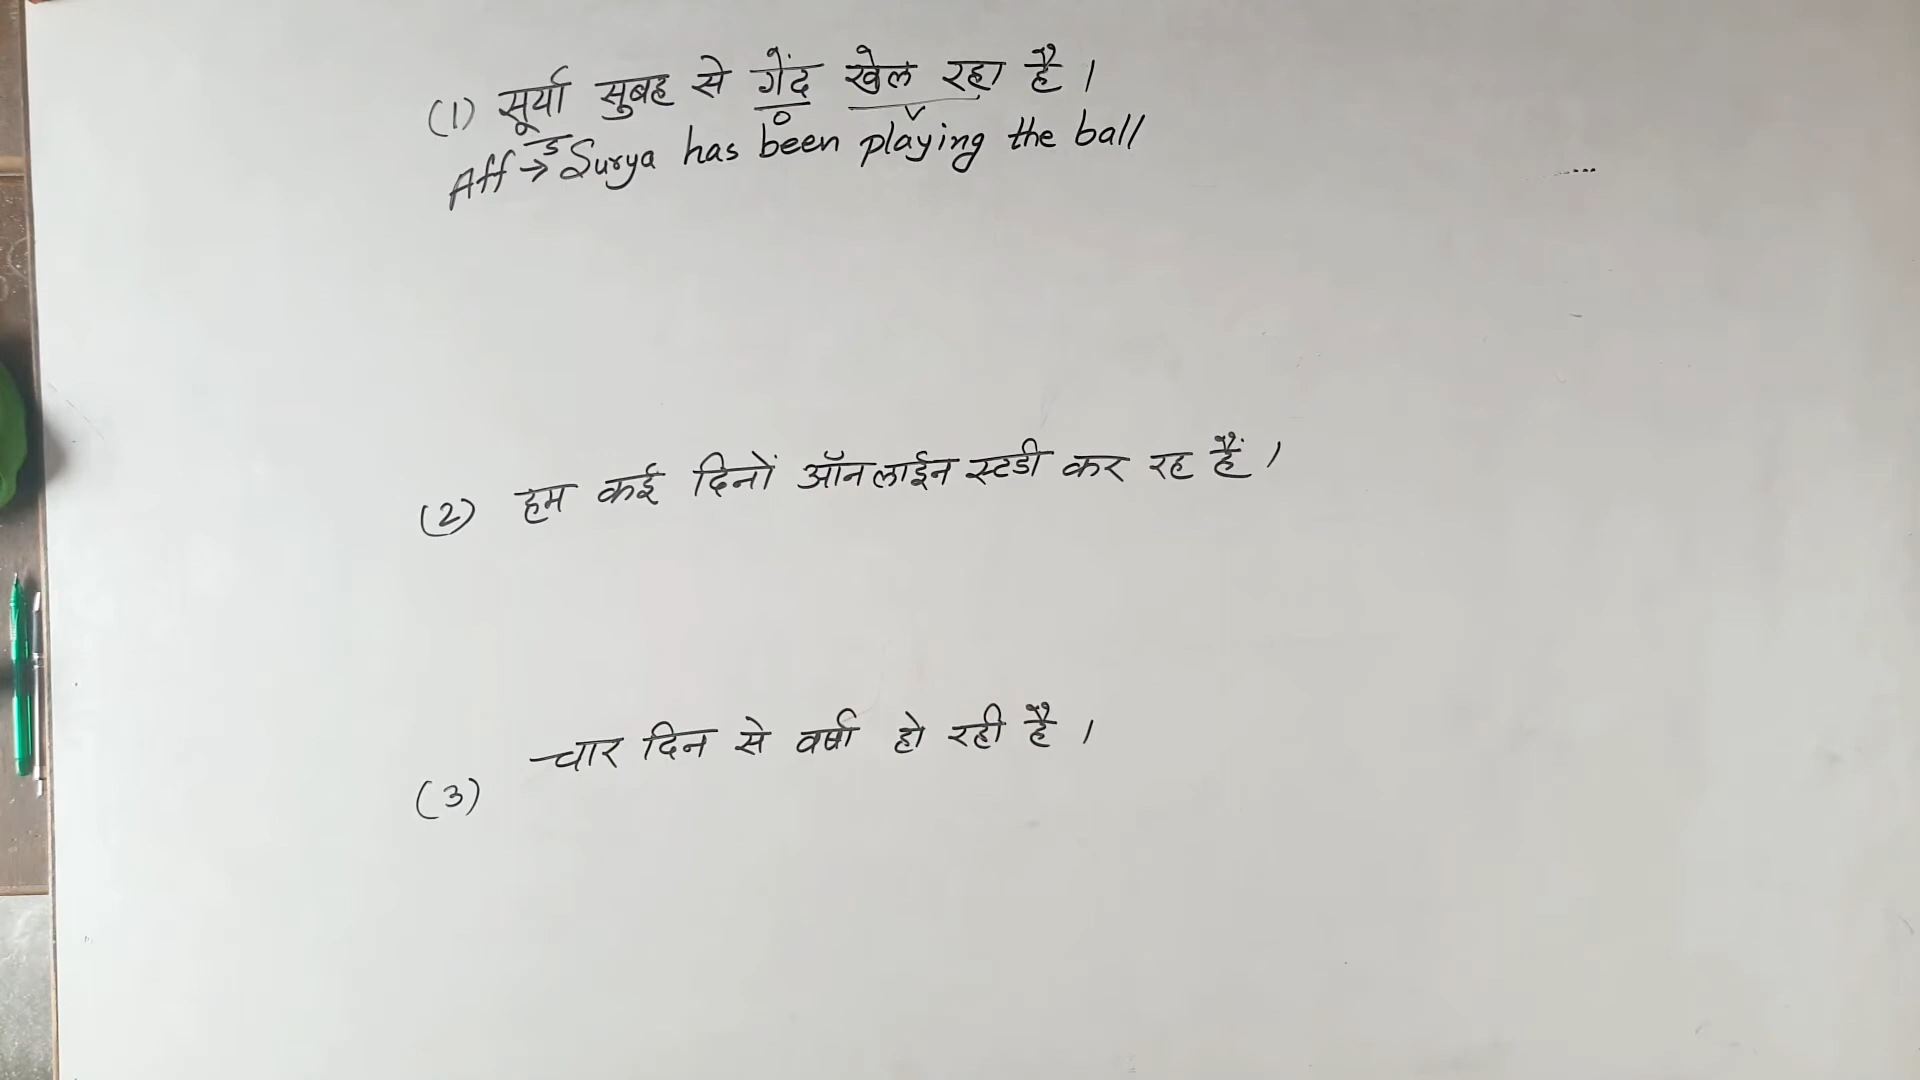 (1) सूर्या सुबह से गेंद खेल रहा है।
S O V
Aff → Surya has been playing the ball
(2) हम कई दिनों ऑनलाईन स्टडी कर रह हैं।
(3) चार दिन से वर्षा हो रही है।